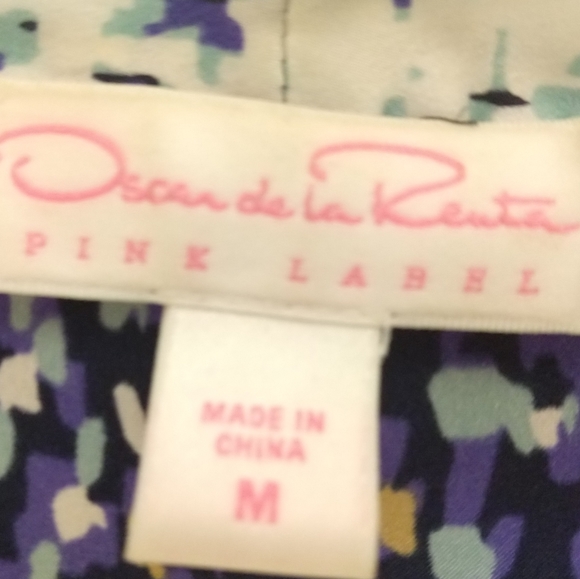 Oscar de la Renta
PINK LABEL
MADE IN
CHINA
M